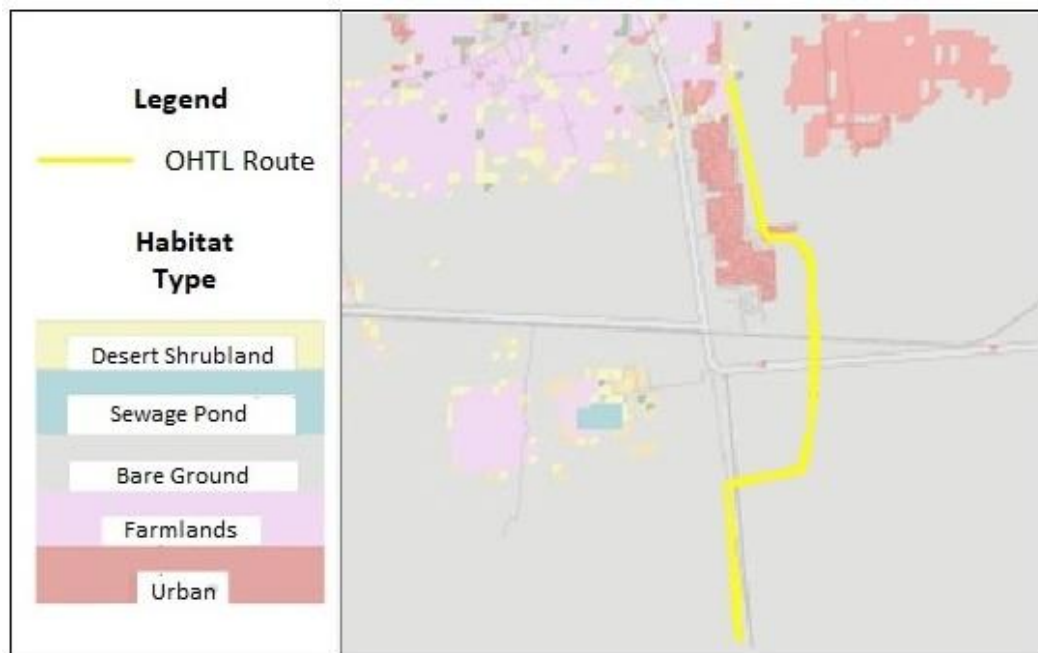 Legend
OHTL Route
Habitat
Type
Desert Shrubland
Sewage Pond
Bare Ground
Farmlands
Urban